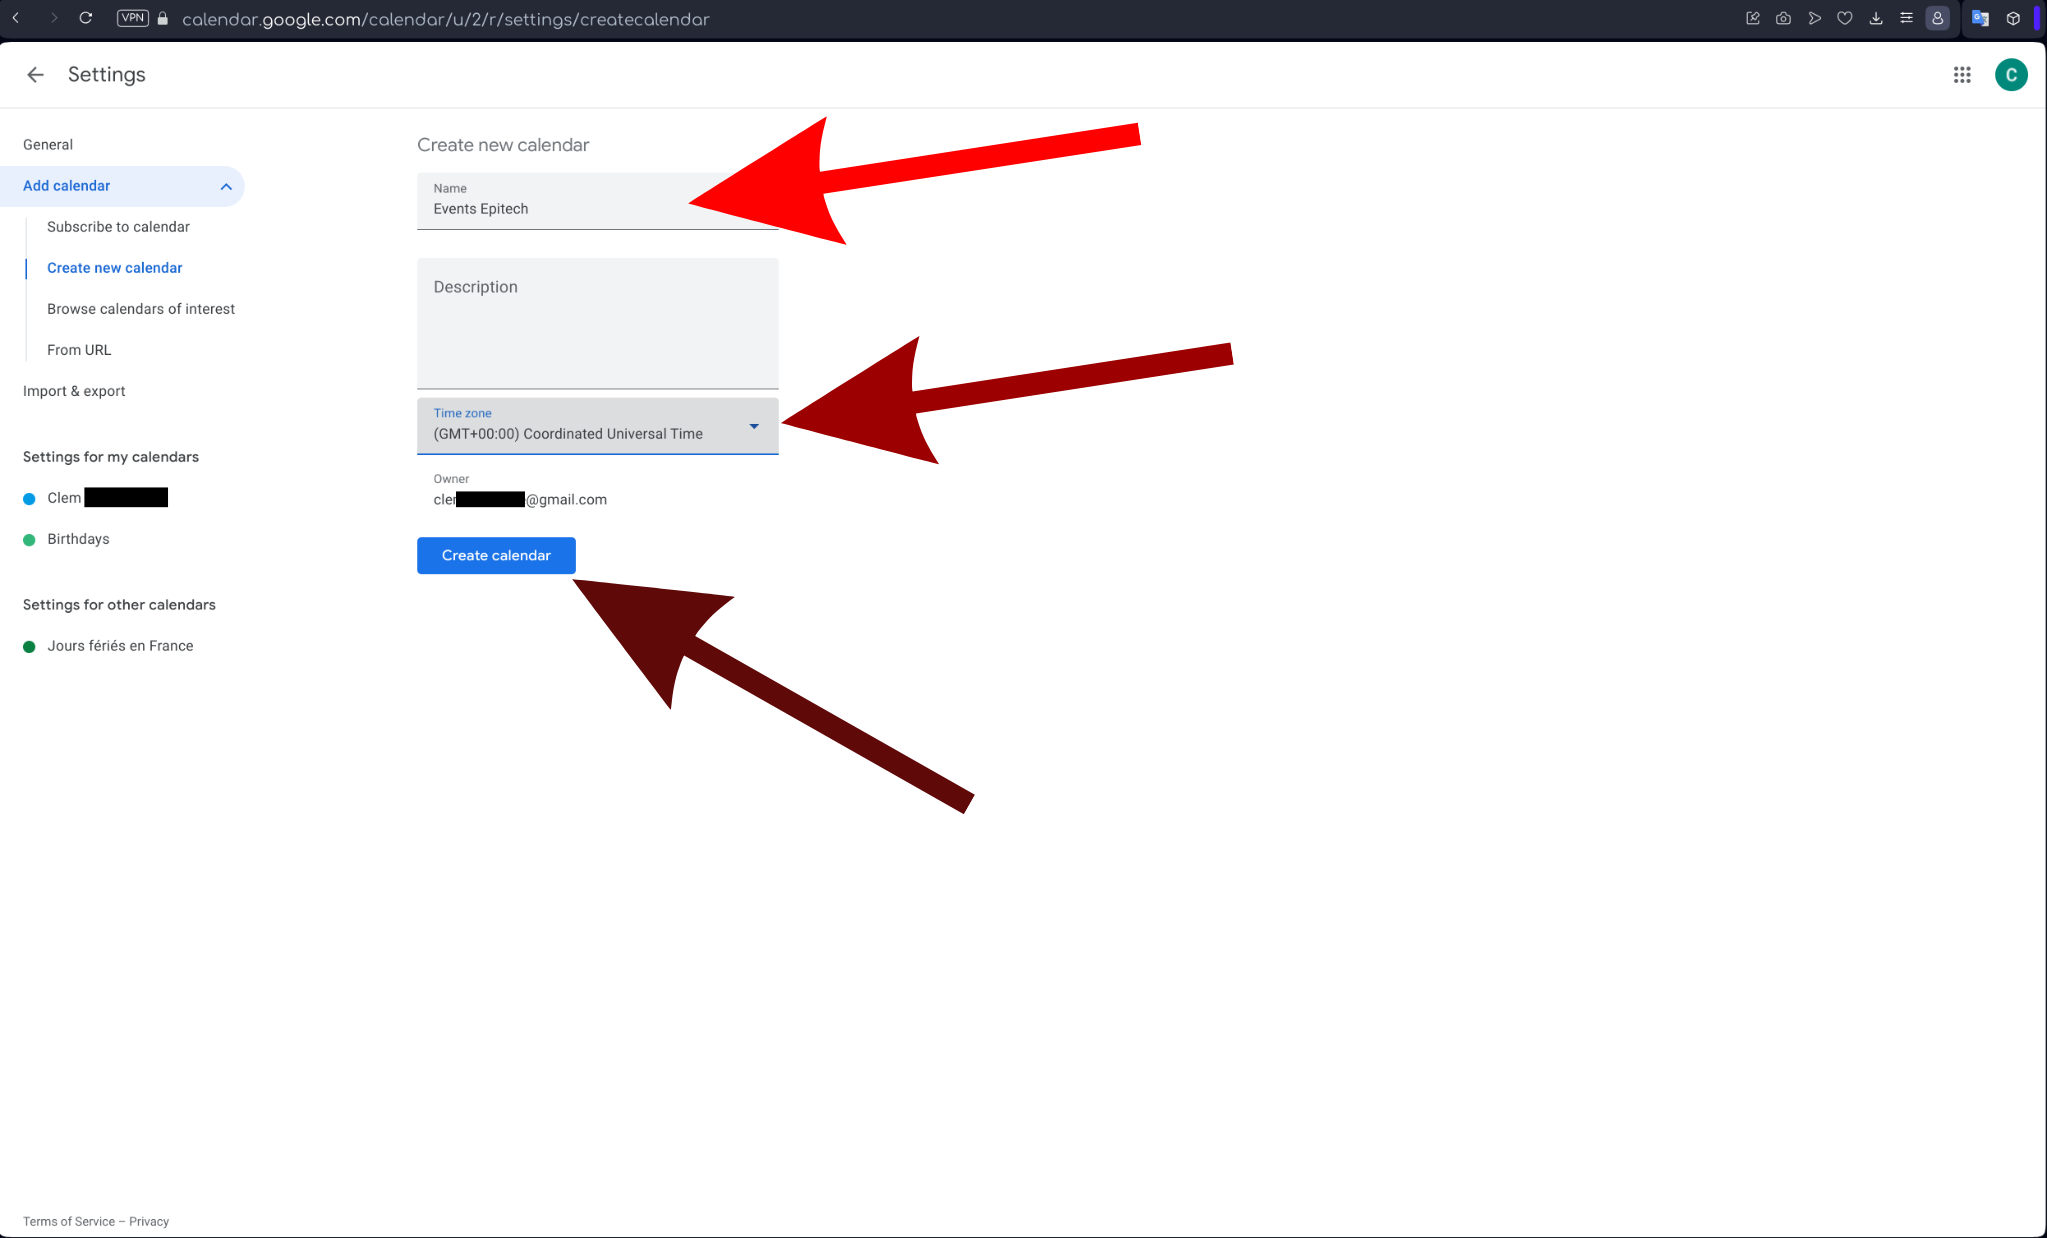 VPN
calendar.google.com/calendar/u/2/r/settings/createcalendar
Settings
C
General
Add calendar
Subscribe to calendar
Create new calendar
Browse calendars of interest
From URL
Import & export
Settings for my calendars
Clem
Birthdays
Settings for other calendars
Jours fériés en France
Create new calendar
Name
Events Epitech
Description
Time zone
(GMT+00:00) Coordinated Universal Time
Owner
cle @gmail.com
Create calendar
Terms of Service – Privacy